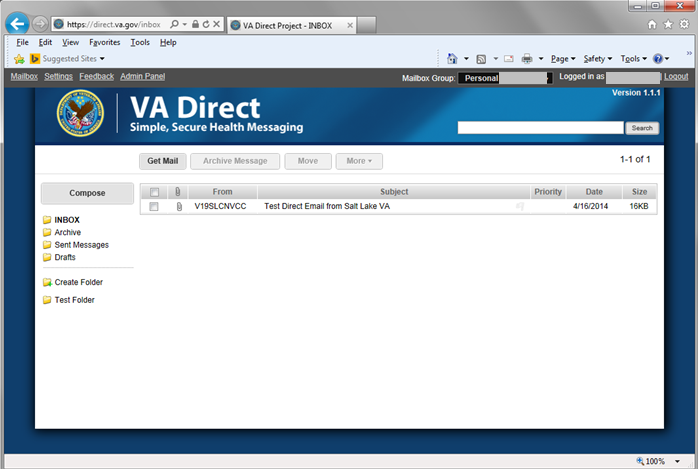 https://direct.va.gov/inbox
VA Direct Project - INBOX
File Edit View Favorites Tools Help
Suggested Sites
Page Safety Tools
Mailbox Settings Feedback Admin Panel
Mailbox Group: Personal
Logged in as
Logout
Version 1.1.1
VA Direct
Simple, Secure Health Messaging
Search
Get Mail Archive Message Move More
1-1 of 1
Compose
From Subject Priority Date Size
V19SLCNVCC Test Direct Email from Salt Lake VA 4/16/2014 16KB
INBOX
Archive
Sent Messages
Drafts
Create Folder
Test Folder
100%